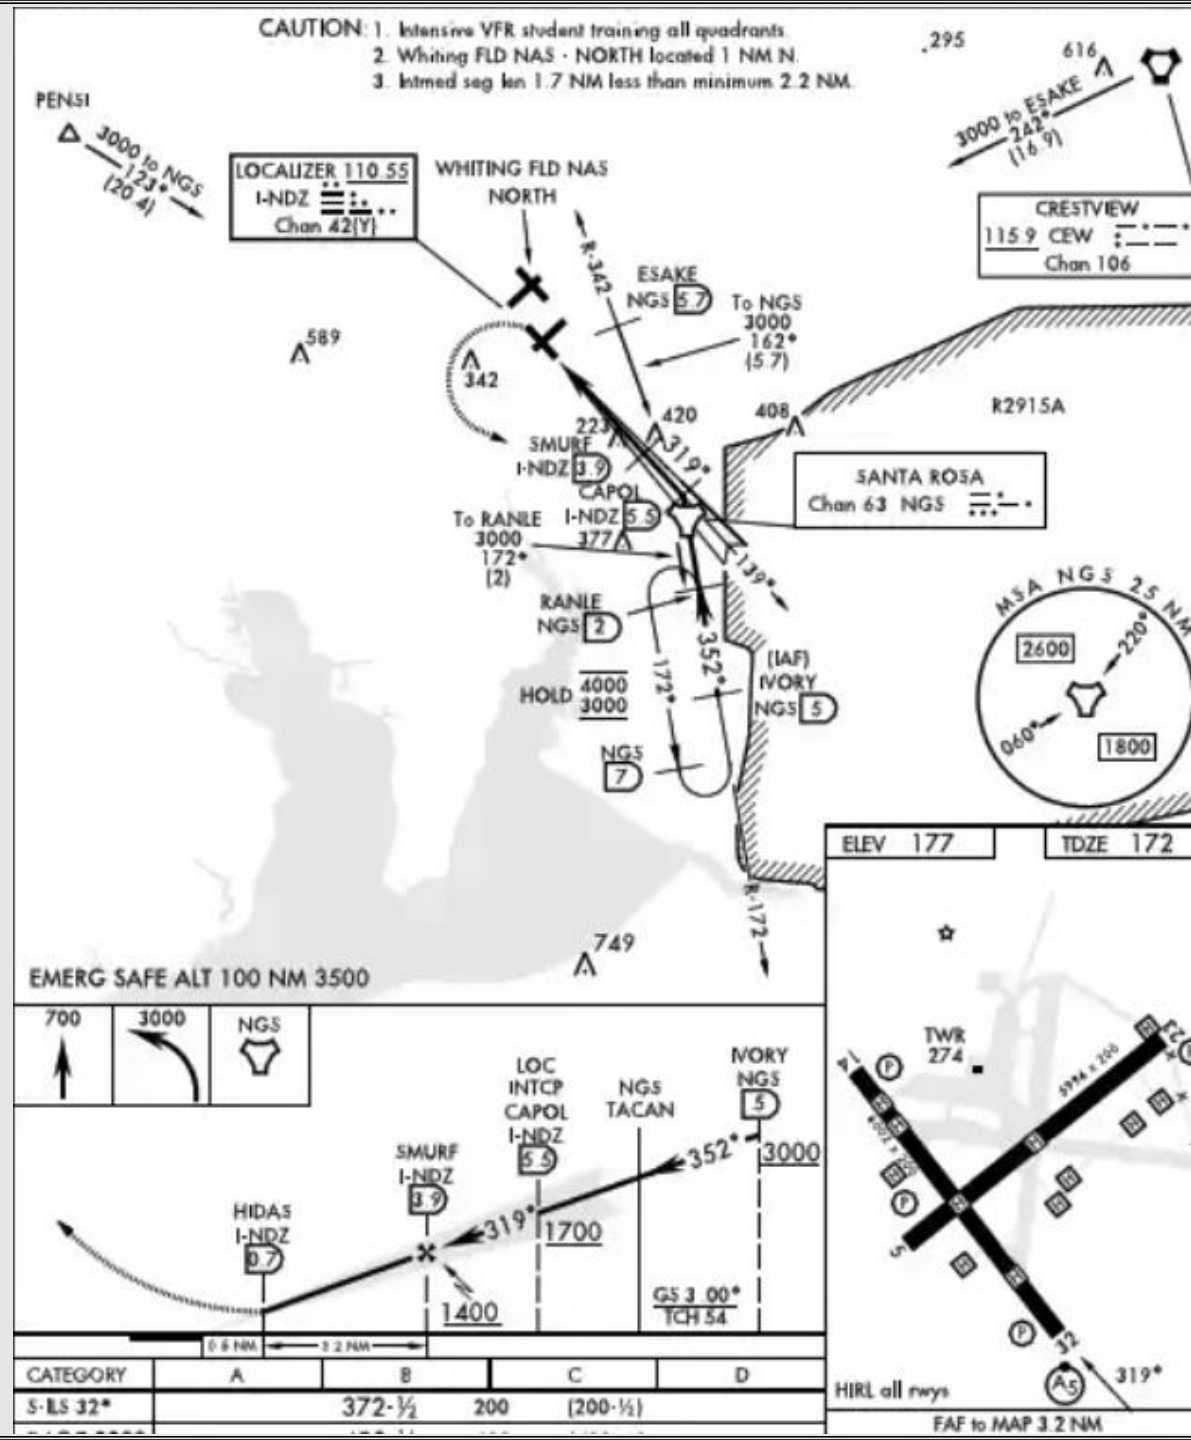 CAUTION: 1. Intensive VFR student training all quadrants.
2. Whiting FLD NAS - NORTH located 1 NM N.
3. Intmed seg len 1.7 NM less than minimum 2.2 NM.
295
616
PENSI
3000 to NGS
123°
(20.4)
LOCALIZER 110.55
I-NDZ
Chan 42(Y)
WHITING FLD NAS
NORTH
3000 to ESAKE
242°
(16.9)
CRESTVIEW
115.9 CEW
Chan 106
R-342
ESAKE
NGS 5.7
To NGS
3000
162°
(5.7)
589
342
R2915A
223
420
408
319°
SMURF
I-NDZ 3.9
CAPOL
I-NDZ 5.5
377
SANTA ROSA
Chan 63 NGS
To RANLE
3000
172°
(2)
139°
RANLE
NGS 2
352°
172°
HOLD 4000
3000
(IAF)
IVORY
NGS 5
NGS
7
MSA NGS 25 NM
2600
220°
060°
1800
R-172
749
EMERG SAFE ALT 100 NM 3500
ELEV 177
TDZE 172
700
3000
NGS
LOC
INTCP
CAPOL
I-NDZ
5.5
NGS
TACAN
IVORY
NGS
5
SMURF
I-NDZ
3.9
HIDAS
I-NDZ
0.7
352°
3000
319°
1700
1400
GS 3.00°
TCH 54
3.2 NM
TWR
274
14
P
H
23
5996 x 200
P
5
P
32
A5
319°
HIRL all rwys
FAF to MAP 3.2 NM
CATEGORY A B C D
S-ILS 32* 372-½ 200 (200-½)